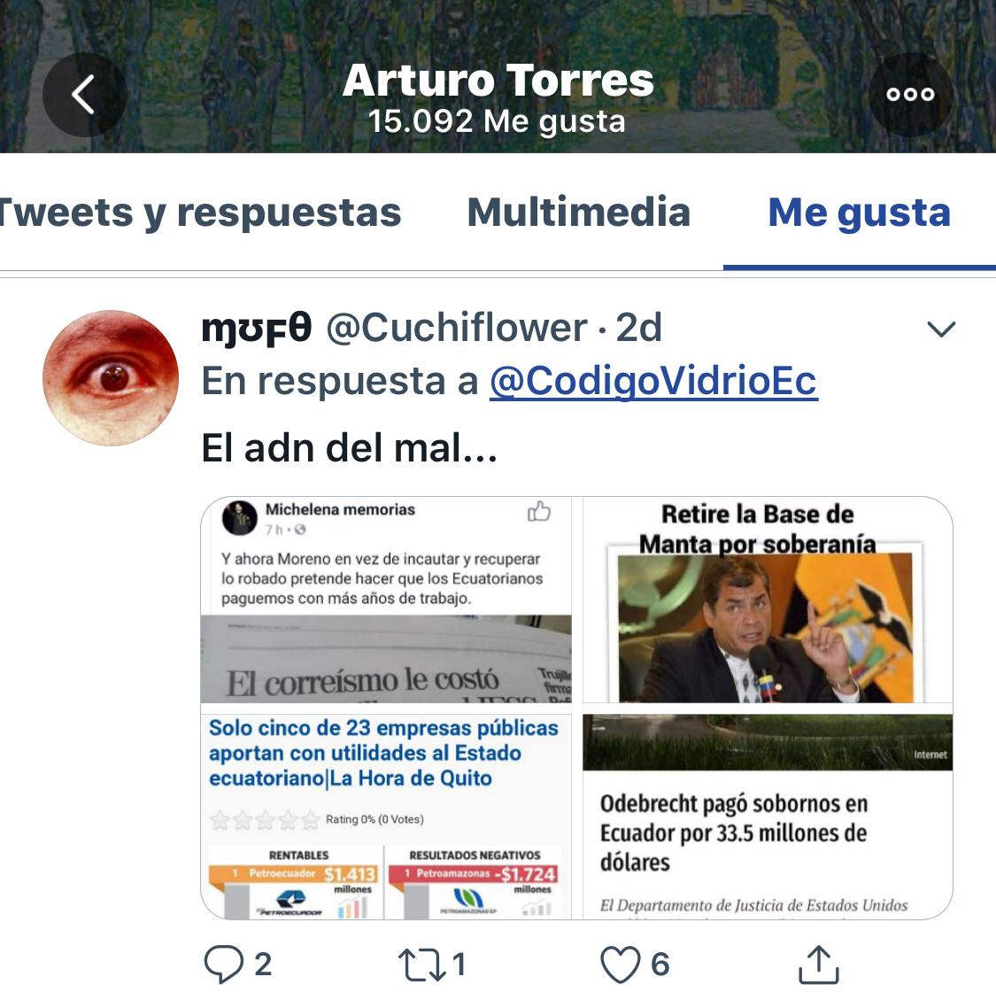 Arturo Torres
15.092 Me gusta
Tweets y respuestas
Multimedia
Me gusta
ɱʊƒθ @Cuchiflower · 2d
En respuesta a @CodigoVidrioEc
El adn del mal...
Michelena memorias
7 h ·
Y ahora Moreno en vez de incautar y recuperar
lo robado pretende hacer que los Ecuatorianos
paguemos con más años de trabajo.
El correísmo le costó
Retire la Base de
Manta por soberanía
Solo cinco de 23 empresas públicas
aportan con utilidades al Estado
ecuatoriano|La Hora de Quito
Rating 0% (0 Votes)
RENTABLES
1 Petroecuador $1.413
millones
PETROECUADOR
RESULTADOS NEGATIVOS
1 Petroamazonas -$1.724
millones
PETROAMAZONAS EP
Internet
Odebrecht pagó sobornos en
Ecuador por 33.5 millones de
dólares
El Departamento de Justicia de Estados Unidos
2
1
6